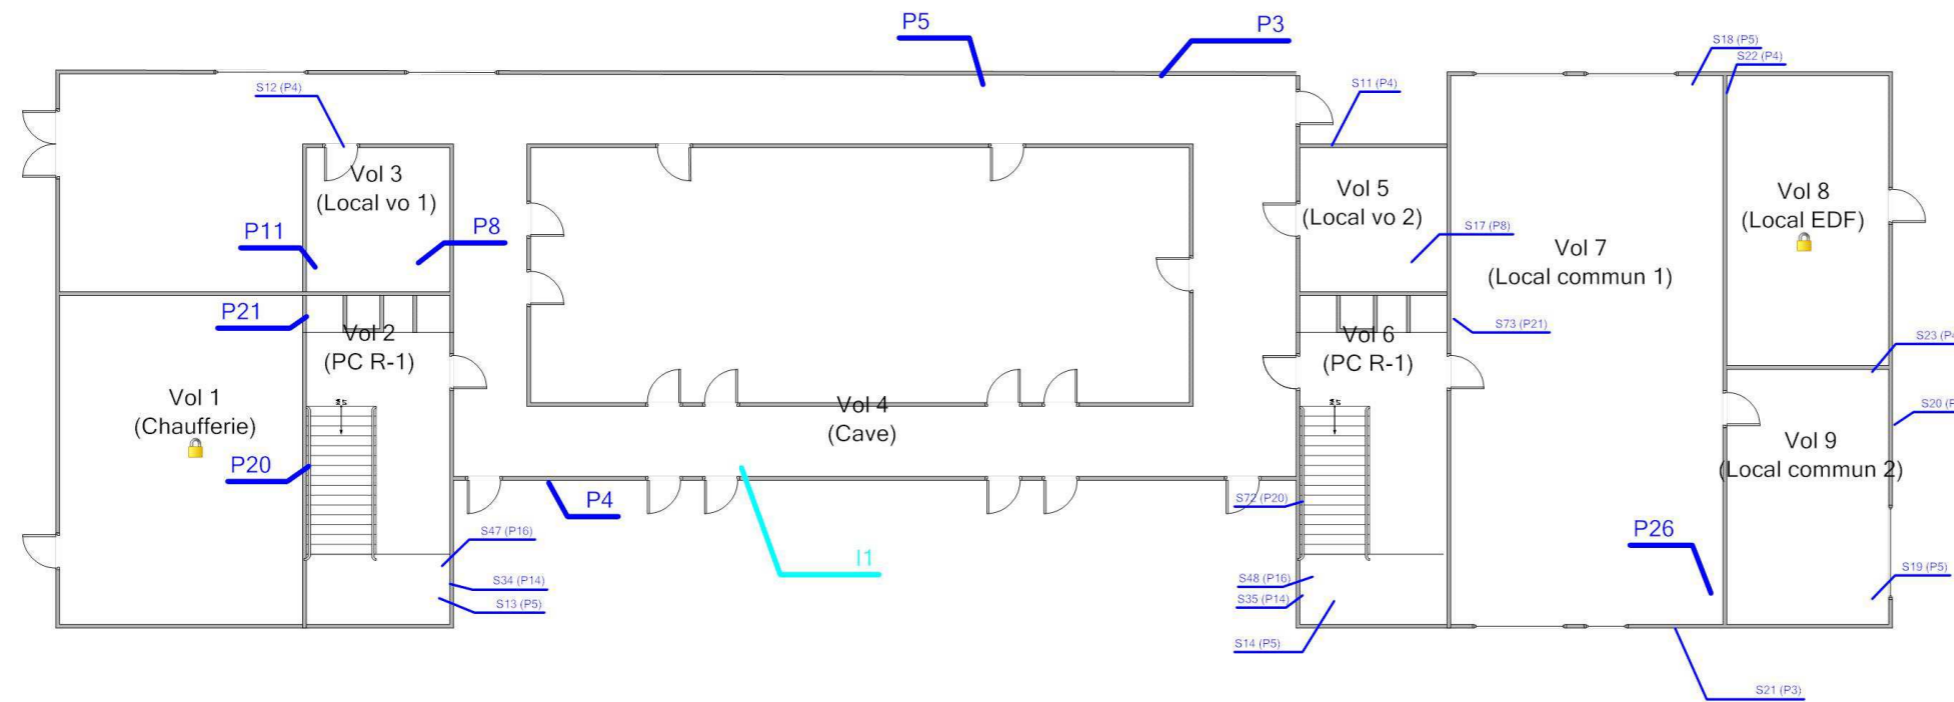 P5
P3
S18 (P5)
S22 (P4)
S12 (P4)
S11 (P4)
Vol 3
(Local vo 1)
Vol 5
(Local vo 2)
Vol 8
(Local EDF)
P11
P8
S17 (P8)
Vol 7
(Local commun 1)
P21
Vol 2
(PC R-1)
S73 (P21)
Vol 6
(PC R-1)
S23 (P4
Vol 1
(Chaufferie)
Vol 4
(Cave)
S20 (P
Vol 9
(Local commun 2)
P20
P4
S72 (P20)
P26
S47 (P16)
I1
S34 (P14)
S13 (P5)
S48 (P16)
S35 (P14)
S19 (P5)
S14 (P5)
S21 (P3)